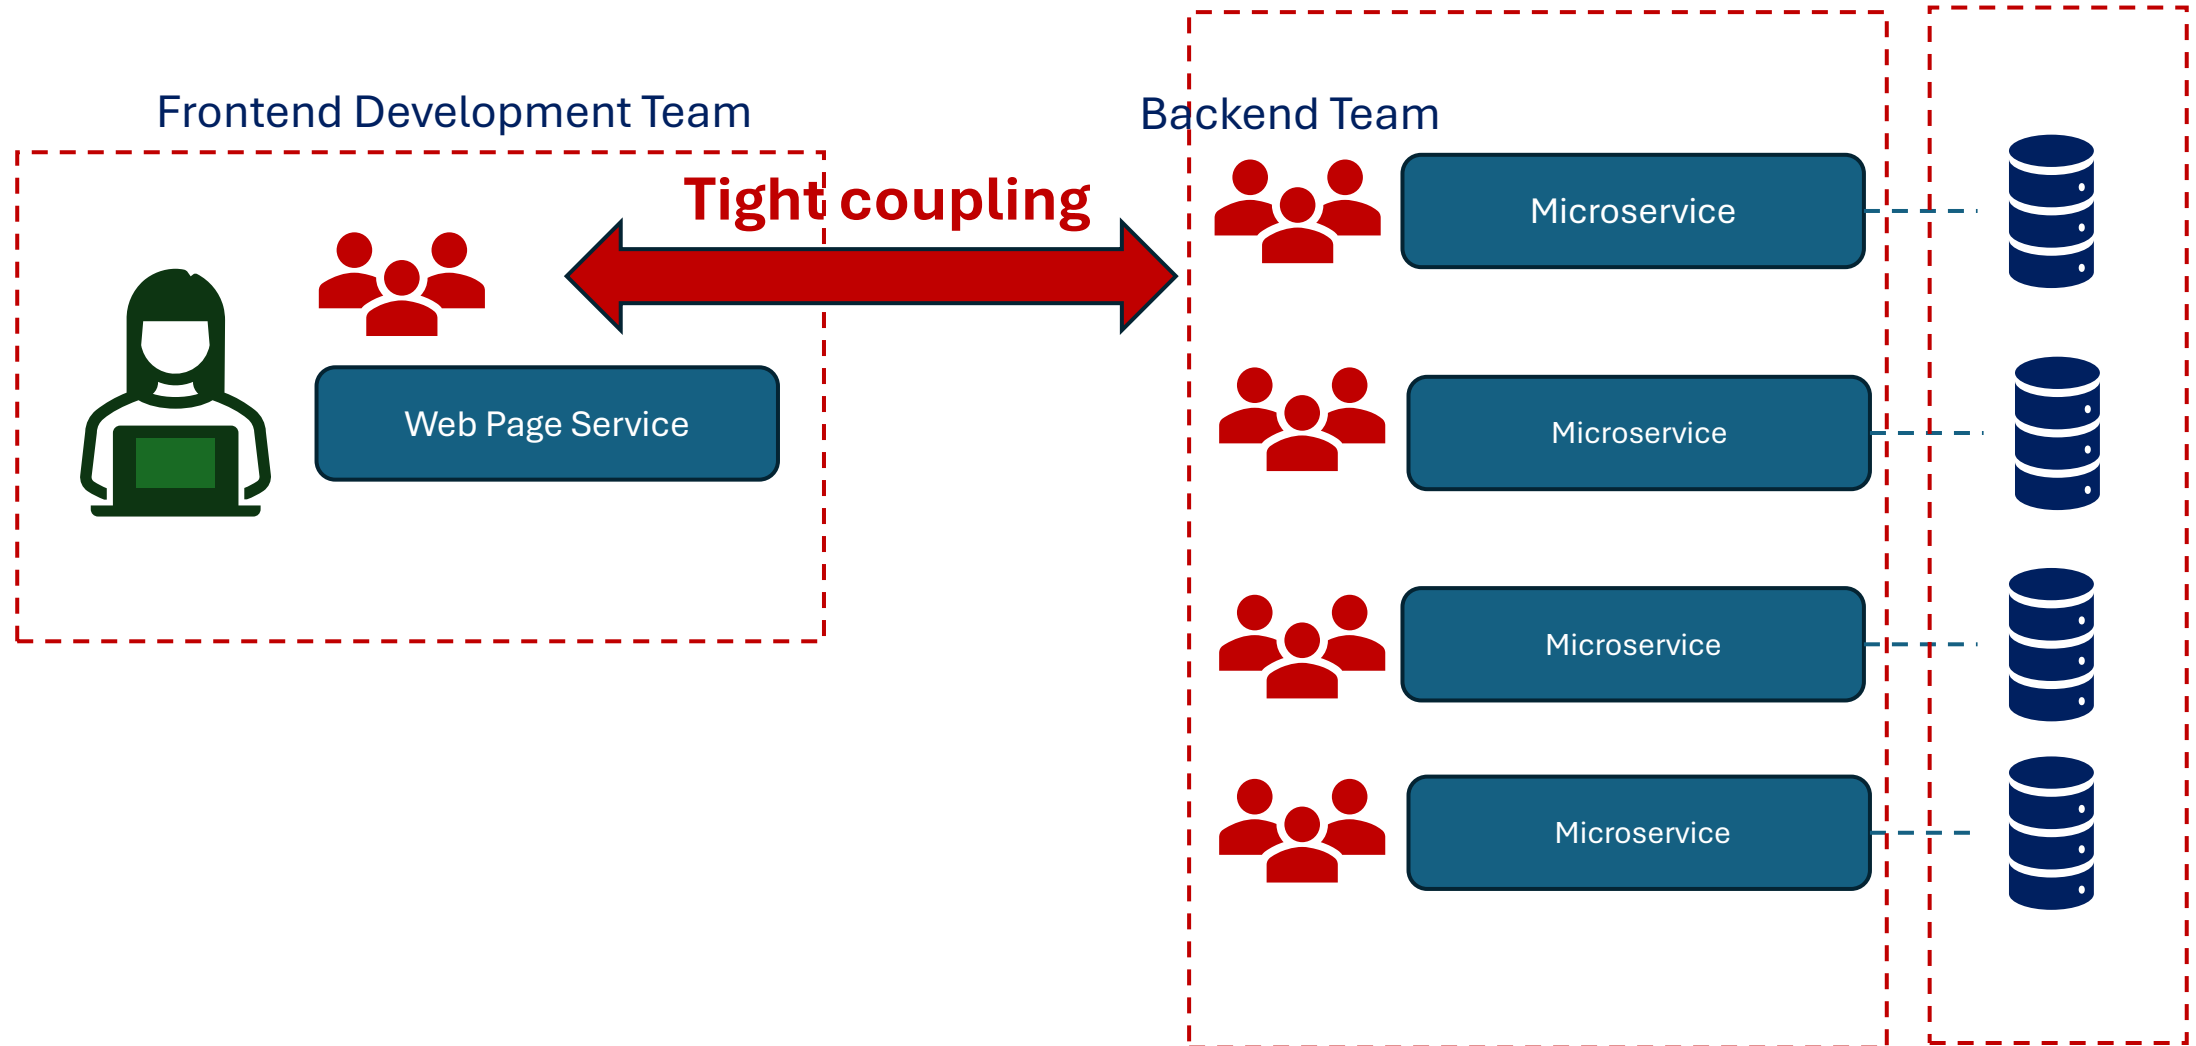 Frontend Development Team
Backend Team
Tight coupling
Microservice
Web Page Service
Microservice
Microservice
Microservice